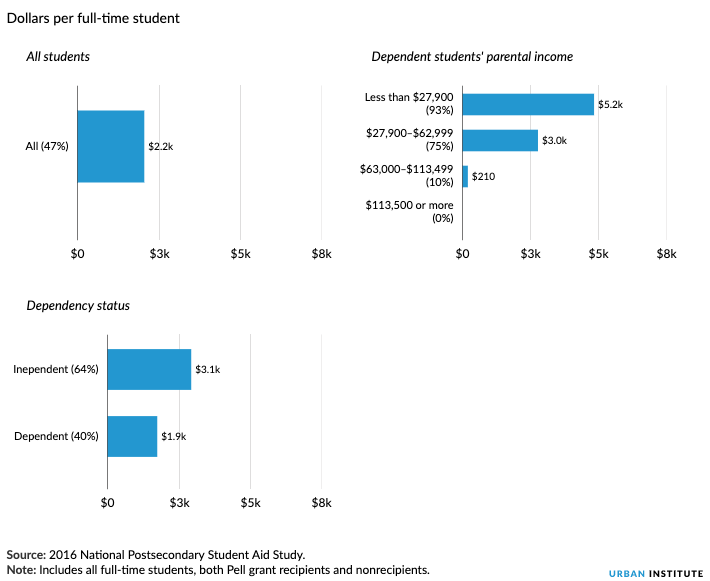 Dollars per full-time student
All students
All (47%)
$2.2k
$0 $3k $5k $8k
Dependent students' parental income
Less than $27,900
(93%)
$5.2k
$27,900–$62,999
(75%)
$3.0k
$63,000–$113,499
(10%)
$210
$113,500 or more
(0%)
$0 $3k $5k $8k
Dependency status
Inependent (64%)
$3.1k
Dependent (40%)
$1.9k
$0 $3k $5k $8k
Source: 2016 National Postsecondary Student Aid Study.
Note: Includes all full-time students, both Pell grant recipients and nonrecipients.
URBAN INSTITUTE